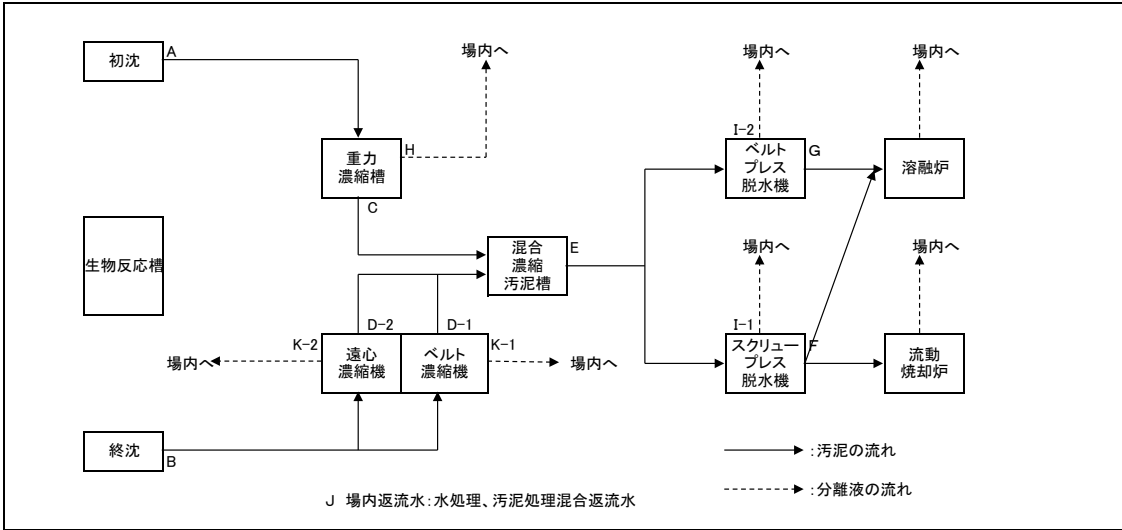 初沈
A
場内へ
場内へ
場内へ
重力
濃縮槽
H
C
I-2
ベルト
プレス
脱水機
G
溶融炉
生物反応槽
混合
濃縮
汚泥槽
E
場内へ
場内へ
D-2
D-1
I-1
K-2
遠心
濃縮機
ベルト
濃縮機
K-1
場内へ
場内へ
スクリュー
プレス
脱水機
F
流動
焼却炉
終沈
B
:汚泥の流れ
:分離液の流れ
J 場内返流水:水処理、汚泥処理混合返流水